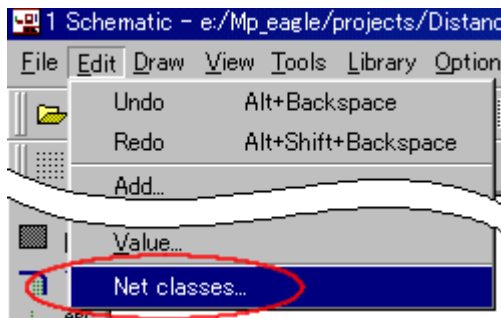 1 Schematic - e:/Mp_eagle/projects/Distanc
File Edit Draw View Tools Library Option
Undo Alt+Backspace
Redo Alt+Shift+Backspace
Add...
Value...
Net classes...